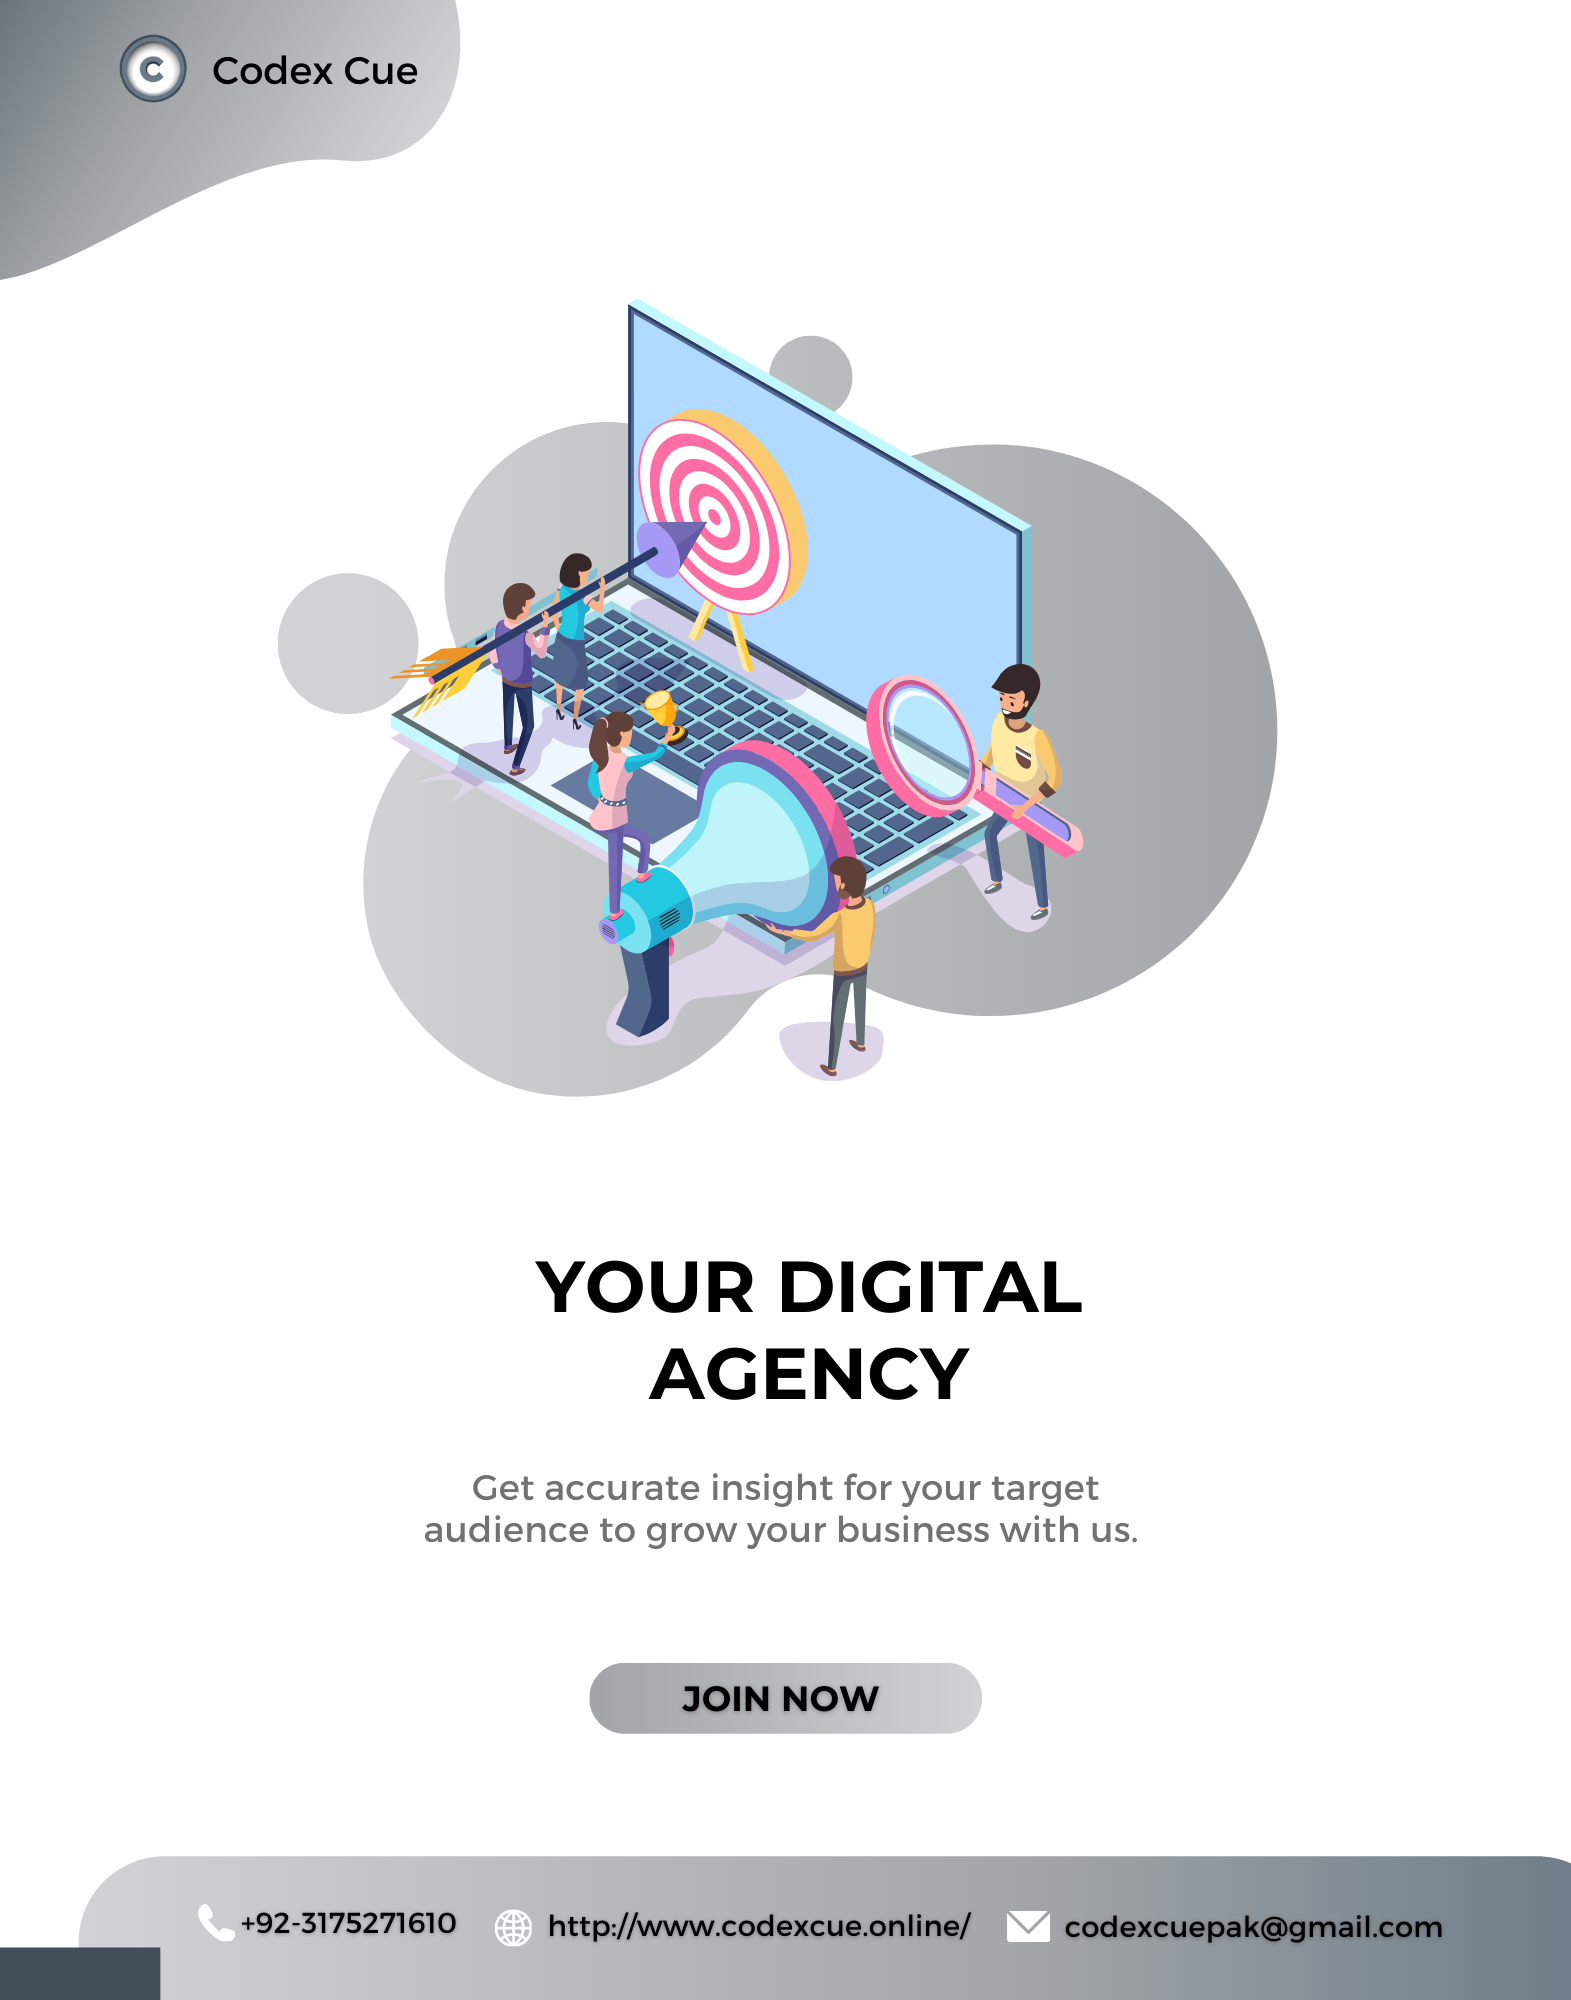 C
Codex Cue
YOUR DIGITAL
AGENCY
Get accurate insight for your target
audience to grow your business with us.
JOIN NOW
+92-3175271610
http://www.codexcue.online/
codexcuepak@gmail.com